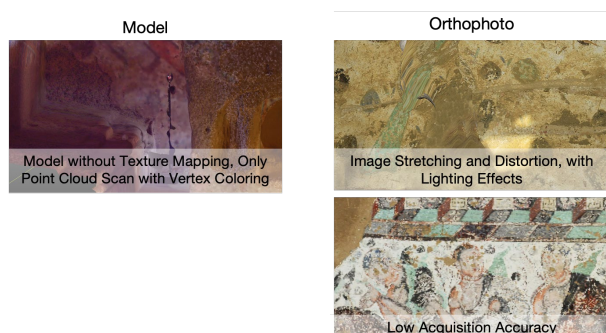 Model
Model without Texture Mapping, Only
Point Cloud Scan with Vertex Coloring
Orthophoto
Image Stretching and Distortion, with
Lighting Effects
Low Acquisition Accuracy